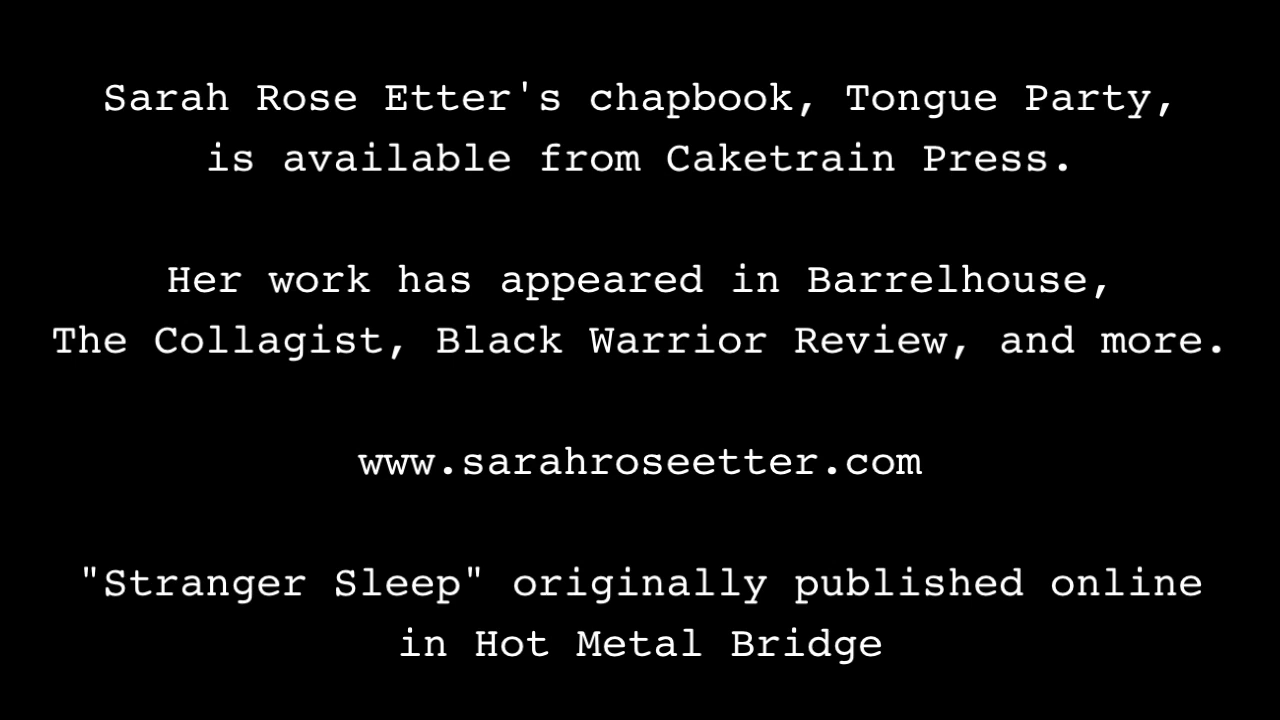 Sarah Rose Etter's chapbook, Tongue Party,
is available from Caketrain Press.
Her work has appeared in Barrelhouse,
The Collagist, Black Warrior Review, and more.
www.sarahroseetter.com
"Stranger Sleep" originally published online
in Hot Metal Bridge